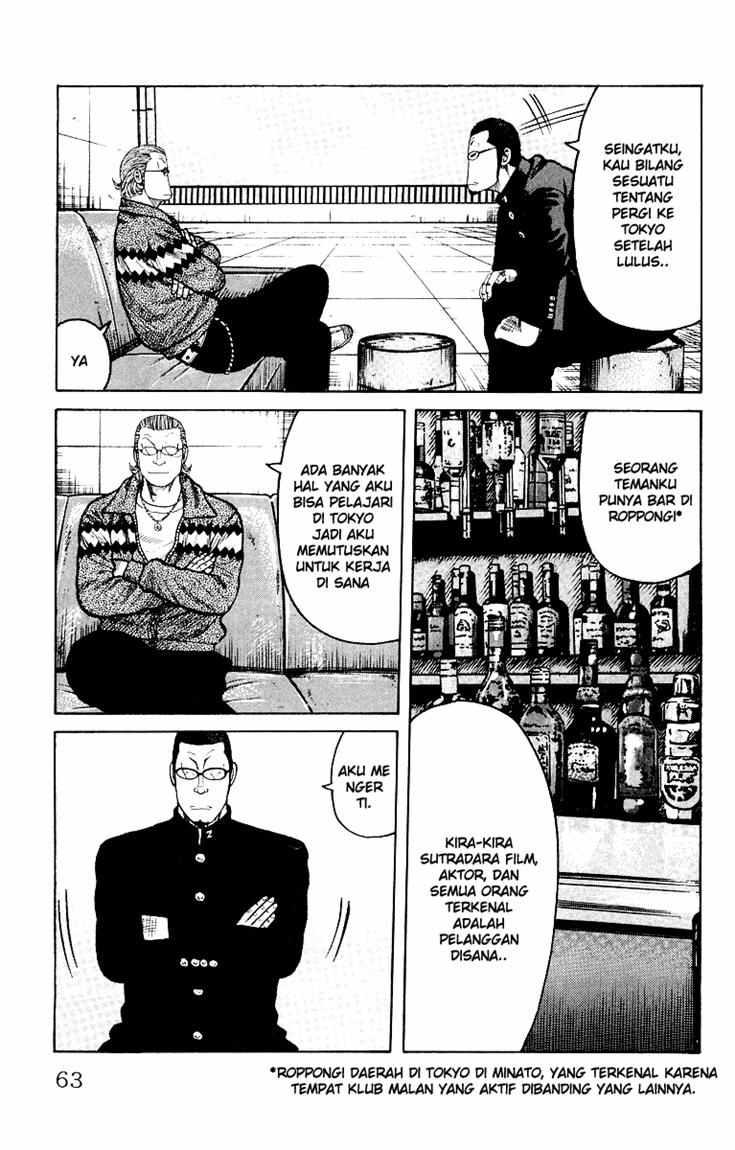 SEINGATKU,
KAU BILANG
SESUATU
TENTANG
PERGI KE
TOKYO
SETELAH
LULUS..
YA
SEORANG
TEMANKU
PUNYA BAR DI
ROPPONGI*
ADA BANYAK
HAL YANG AKU
BISA PELAJARI
DI TOKYO
JADI AKU
MEMUTUSKAN
UNTUK KERJA
DI SANA
KIRA-KIRA
SUTRADARA FILM,
AKTOR, DAN
SEMUA ORANG
TERKENAL
ADALAH
PELANGGAN
DISANA..
AKU ME
NGER
TI.
63
*ROPPONGI DAERAH DI TOKYO DI MINATO, YANG TERKENAL KARENA
TEMPAT KLUB MALAN YANG AKTIF DIBANDING YANG LAINNYA.